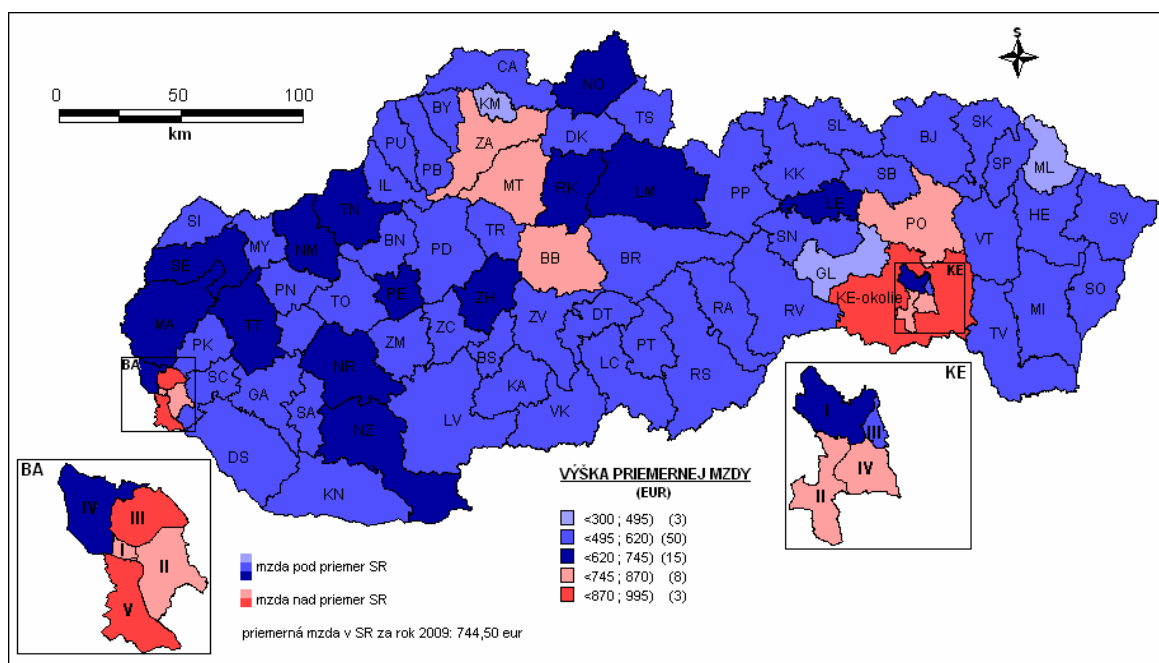 S
0 50 100
km
CA
NO
KM
BY
TS
PU
ZA
DK
SL
SK
BJ
PB
SP
IL
MT
RK
LM
PP
KK
SB
ML
LE
TN
SI
PO
HE
SV
MY
NM
BN
PD
TR
SN
VT
SE
BB
BR
GL
KE
PN
TO
PE
ZH
KE-okolie
SO
MA
TT
ZV
DT
RA
RV
MI
PK
ZM
ZC
TV
BA
NR
BS
LC
PT
SC
GA
SA
KA
RS
LV
VK
NZ
DS
KN
KE
I
III
IV
II
BA
IV
III
I
II
V
VÝŠKA PRIEMERNEJ MZDY
(EUR)
<300 ; 495) (3)
<495 ; 620) (50)
<620 ; 745) (15)
<745 ; 870) (8)
<870 ; 995) (3)
mzda pod priemer SR
mzda nad priemer SR
priemerná mzda v SR za rok 2009: 744,50 eur